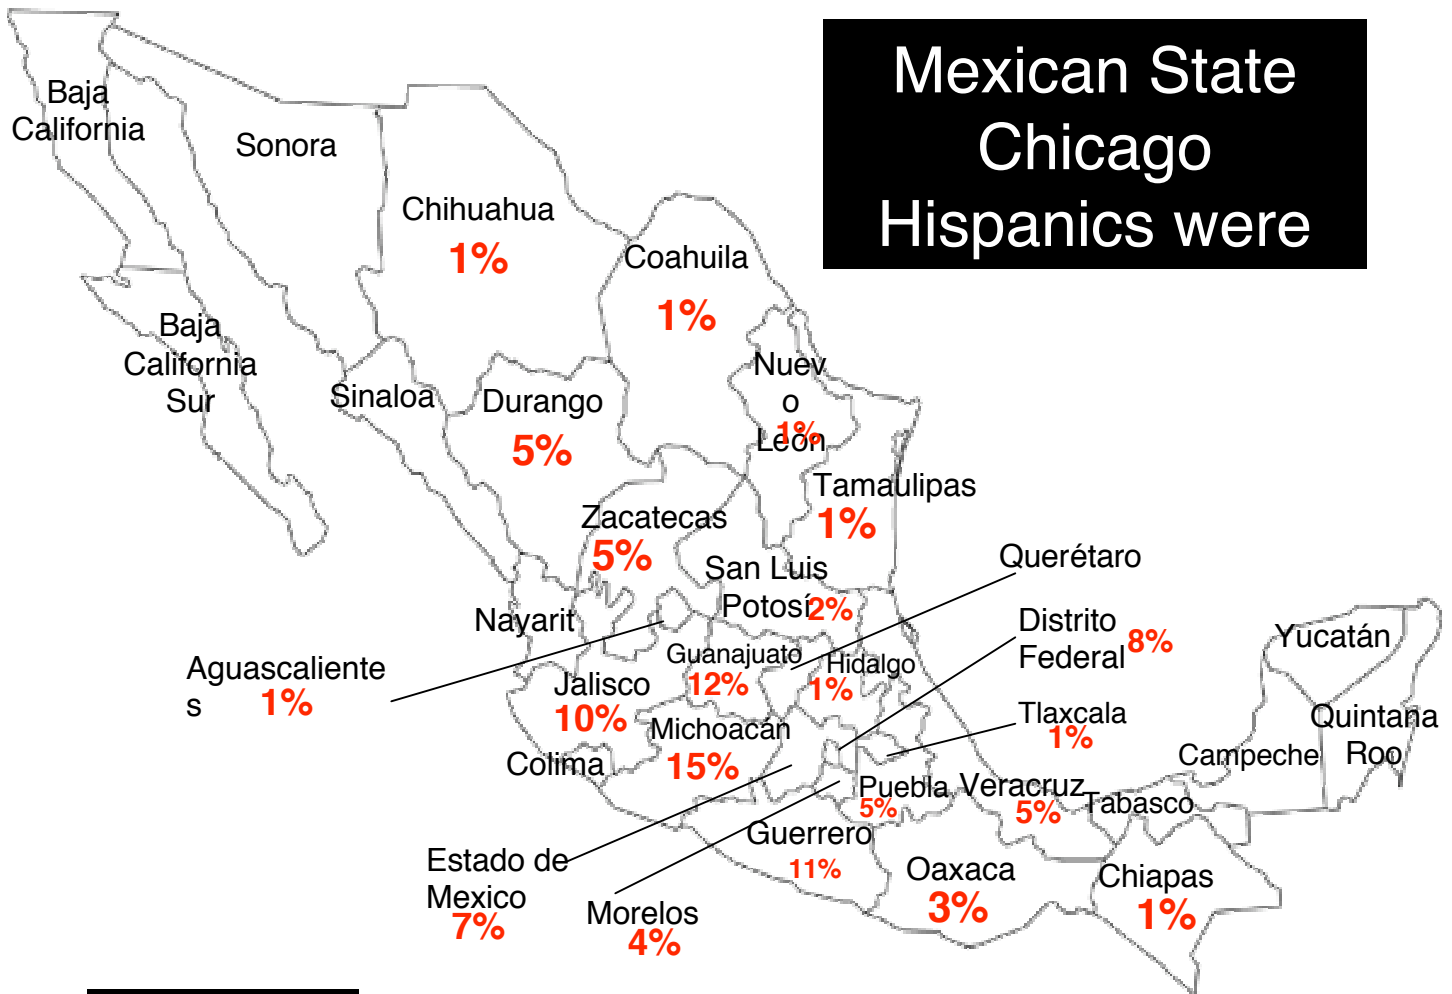 Mexican State
Chicago
Hispanics were
Baja
California
Sonora
Chihuahua
1%
Coahuila
1%
Baja
California
Sur
Sinaloa
Durango
5%
Nuev
o
León
1%
Tamaulipas
1%
Zacatecas
5%
San Luis
Potosí 2%
Querétaro
Nayarit
Distrito
Federal 8%
Yucatán
Aguascaliente
s 1%
Guanajuato
12%
Hidalgo
1%
Jalisco
10%
Michoacán
15%
Tlaxcala
1%
Quintana
Roo
Campeche
Colima
Puebla
5%
Veracruz
5%
Tabasco
Guerrero
11%
Estado de
Mexico
7%
Morelos
4%
Oaxaca
3%
Chiapas
1%